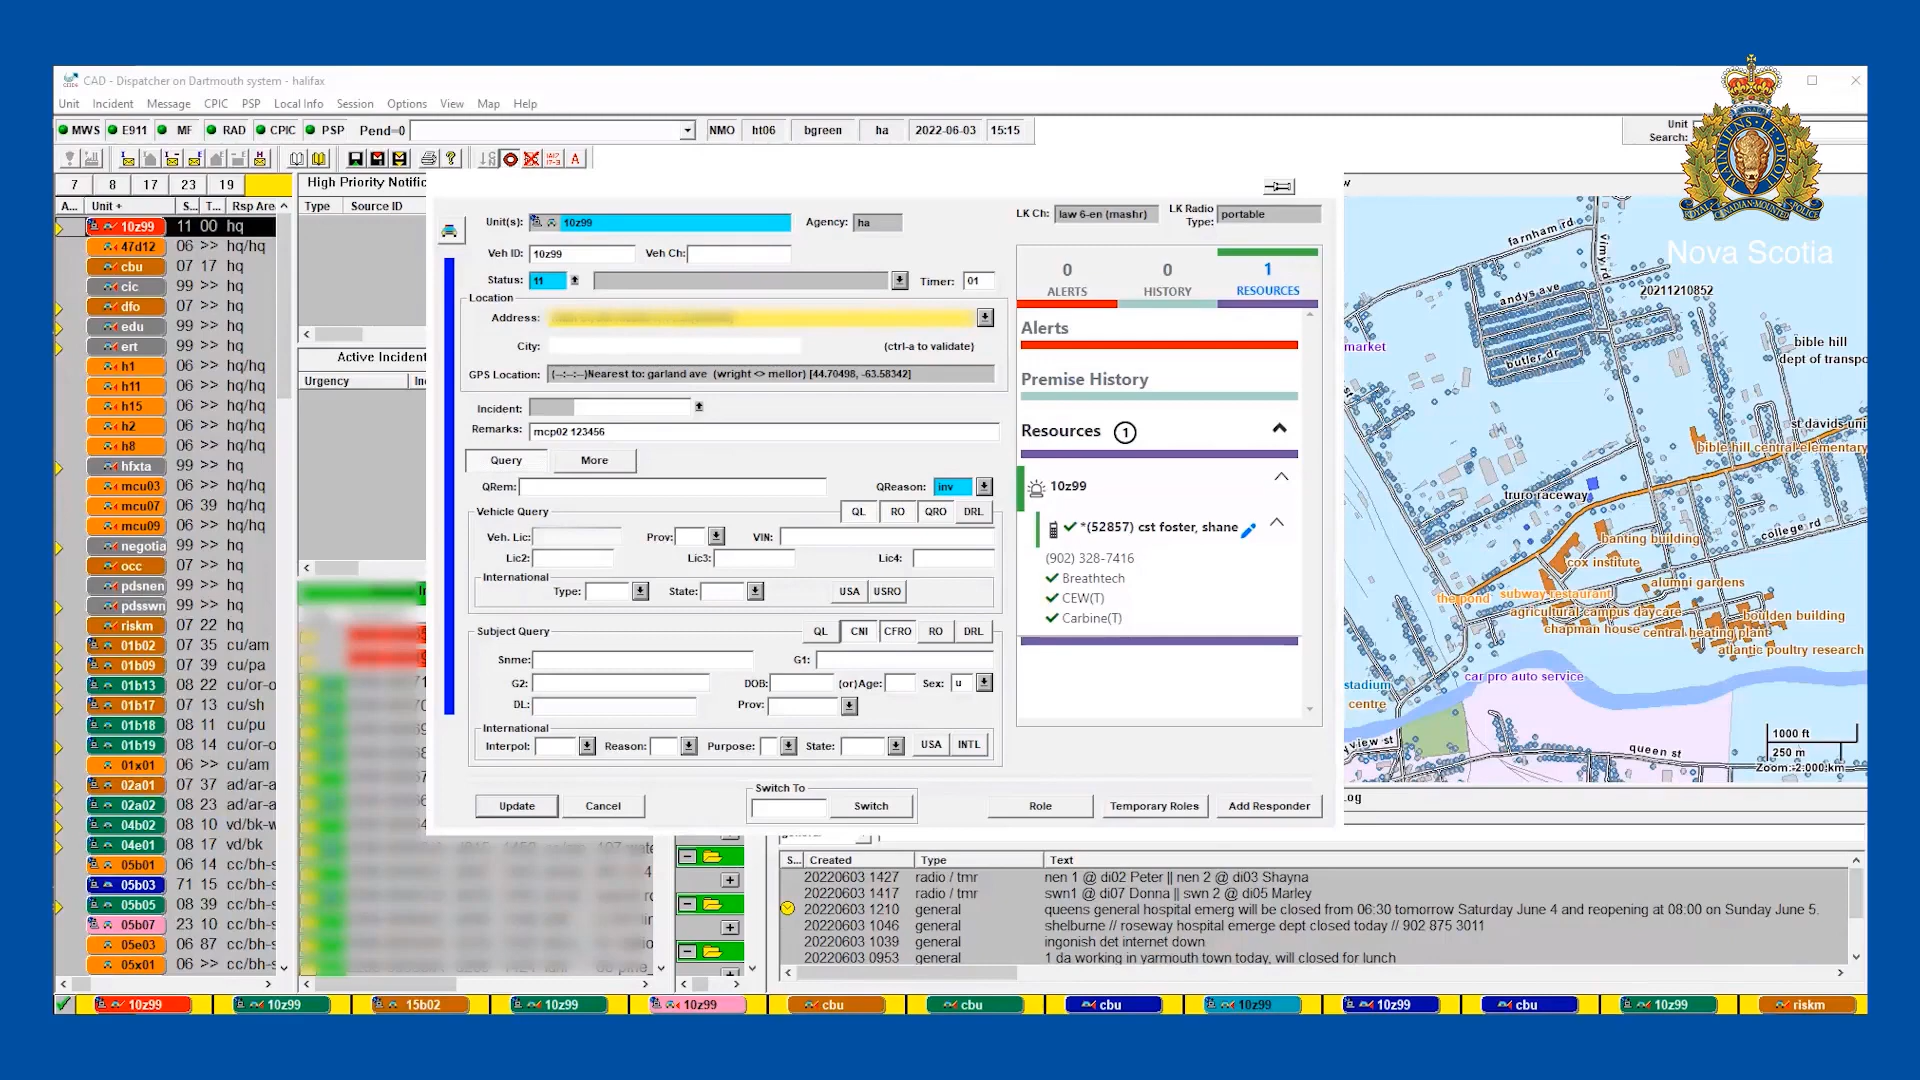 CAD - Dispatcher on Dartmouth system - halifax
Unit Incident Message CPIC PSP Local Info Session Options View Map Help
MWS E911 MF RAD CPIC PSP Pend=0 NMO ht06 bgreen ha 2022-06-03 15:15
Unit Search:
Nova Scotia
7 8 17 23 19
A... Unit + S... T... Rsp Are
10z99 11 00 hq
47d12 06 >> hq/hq
cbu 07 17 hq
cic 99 >> hq
dfo 07 >> hq
edu 99 >> hq
ert 99 >> hq
h1 06 >> hq/hq
h11 06 >> hq/hq
h15 06 >> hq/hq
h2 06 >> hq/hq
h8 06 >> hq/hq
hfxta 99 >> hq
mcu03 06 >> hq/hq
mcu07 06 39 hq/hq
mcu09 06 >> hq/hq
negotia 99 >> hq
occ 07 >> hq
pdsnen 99 >> hq
pdsswn 99 >> hq
riskm 07 22 hq
01b02 07 35 cu/am
01b09 07 39 cu/pa
01b13 08 22 cu/or-o
01b17 07 13 cu/sh
01b18 08 11 cu/pu
01b19 08 14 cu/or-o
01x01 06 >> cu/am
02a01 07 37 ad/ar-a
02a02 08 23 ad/ar-a
04b02 08 10 vd/bk-w
04e01 08 17 vd/bk
05b01 06 14 cc/bh-s
05b03 71 15 cc/bh-s
05b05 08 39 cc/bh-s
05b07 23 10 cc/bh-s
05e03 06 87 cc/bh-s
05x01 06 >> cc/bh-s
High Priority Notific
Type Source ID
Active Incident
Urgency
Unit(s): 10z99 Agency: ha
Veh ID: 10z99 Veh Ch:
Status: 11 Timer: 01
Location
Address:
City: (ctrl-a to validate)
GPS Location: (--:--:--)Nearest to: garland ave (wright <> mellor) [44.70498, -63.58342]
Incident:
Remarks: mcp02 123456
Query More
QRem: QReason: inv
Vehicle Query QL RO QRO DRL
Veh. Lic: Prov: VIN:
Lic2: Lic3: Lic4:
International
Type: State: USA USRO
Subject Query QL CNI CFRO RO DRL
Snme: G1:
G2: DOB: (or)Age: Sex: u
DL: Prov:
International
Interpol: Reason: Purpose: State: USA INTL
Update Cancel
Switch To
Switch
Role Temporary Roles Add Responder
LK Ch: law 6-en (mashr) LK Radio Type: portable
0 ALERTS
0 HISTORY
1 RESOURCES
Alerts
Premise History
Resources 1
10z99
*(52857) cst foster, shane
(902) 328-7416
Breathtech
CEW(T)
Carbine(T)
farnham rd
vimy rd
andys ave
20211210852
butler dr
market
bible hill
dept of transpo
st davids uni
bible hill central elementary
truro raceway
college rd
banting building
cox institute
alumni gardens
the pond
subway restaurant
agricultural campus daycare
boulden building
chapman house
central heating plant
atlantic poultry research
car pro auto service
stadium
centre
view st
queen st
1000 ft
250 m
Zoom: 2.000 km
og
S... Created Type Text
20220603 1427 radio / tmr nen 1 @ di02 Peter || nen 2 @ di03 Shayna
20220603 1417 radio / tmr swn1 @ di07 Donna || swn 2 @ di05 Marley
20220603 1210 general queens general hospital emerg will be closed from 06:30 tomorrow Saturday June 4 and reopening at 08:00 on Sunday June 5.
20220603 1046 general shelburne // roseway hospital emerge dept closed today // 902 875 3011
20220603 1039 general ingonish det internet down
20220603 0953 general 1 da working in yarmouth town today, will closed for lunch
10z99 10z99 15b02 10z99 10z99 cbu cbu cbu 10z99 10z99 cbu 10z99 riskm